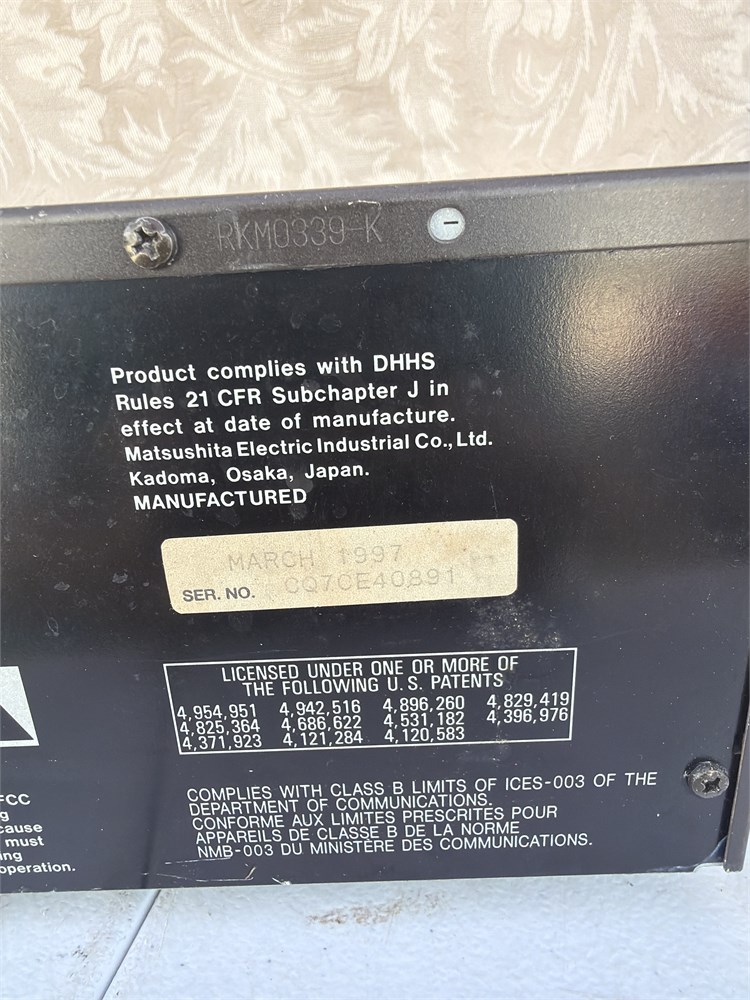 RKM0339-K
Product complies with DHHS
Rules 21 CFR Subchapter J in
effect at date of manufacture.
Matsushita Electric Industrial Co., Ltd.
Kadoma, Osaka, Japan.
MANUFACTURED
MARCH 1997
SER. NO. CQ7CE40891
LICENSED UNDER ONE OR MORE OF
THE FOLLOWING U.S. PATENTS
4,954,951 4,942,516 4,896,260 4,829,419
4,825,364 4,686,622 4,531,182 4,396,976
4,371,923 4,121,284 4,120,583
COMPLIES WITH CLASS B LIMITS OF ICES-003 OF THE
DEPARTMENT OF COMMUNICATIONS.
CONFORME AUX LIMITES PRESCRITES POUR
APPAREILS DE CLASSE B DE LA NORME
NMB-003 DU MINISTÈRE DES COMMUNICATIONS.
FCC
must
operation.